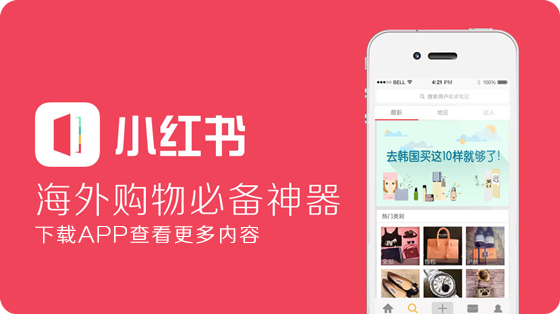 小红书
海外购物必备神器
下载APP查看更多内容
BELL
4:21 PM
100%
搜索用户或者笔记
最新
地区
达人
去韩国买这10样就够了!
热门类别
全部
包包
护肤